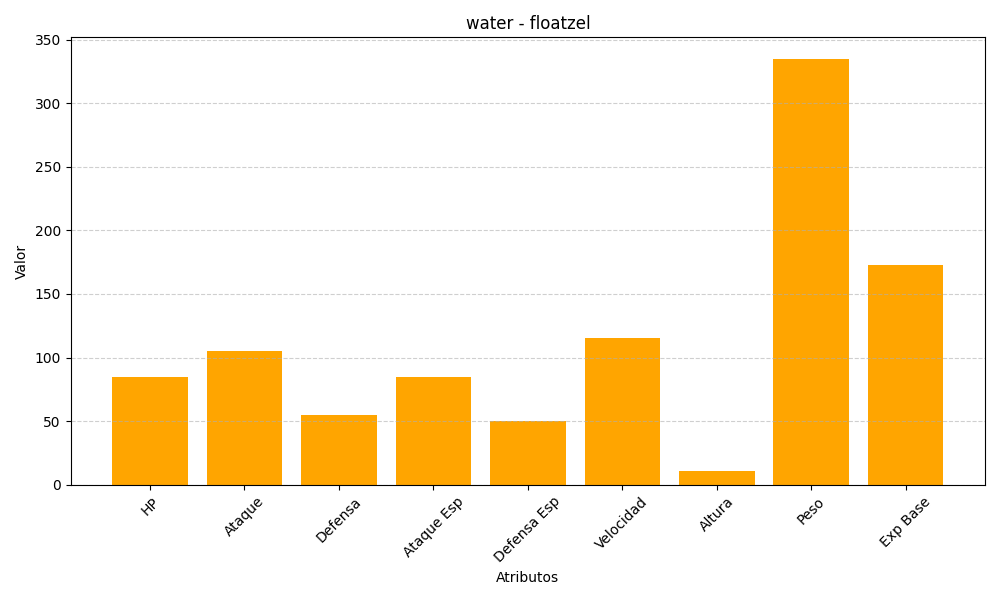 water - floatzel
350
300
250
200
150
100
50
0
Valor
HP
Ataque
Defensa
Ataque Esp
Defensa Esp
Velocidad
Altura
Peso
Exp Base
Atributos